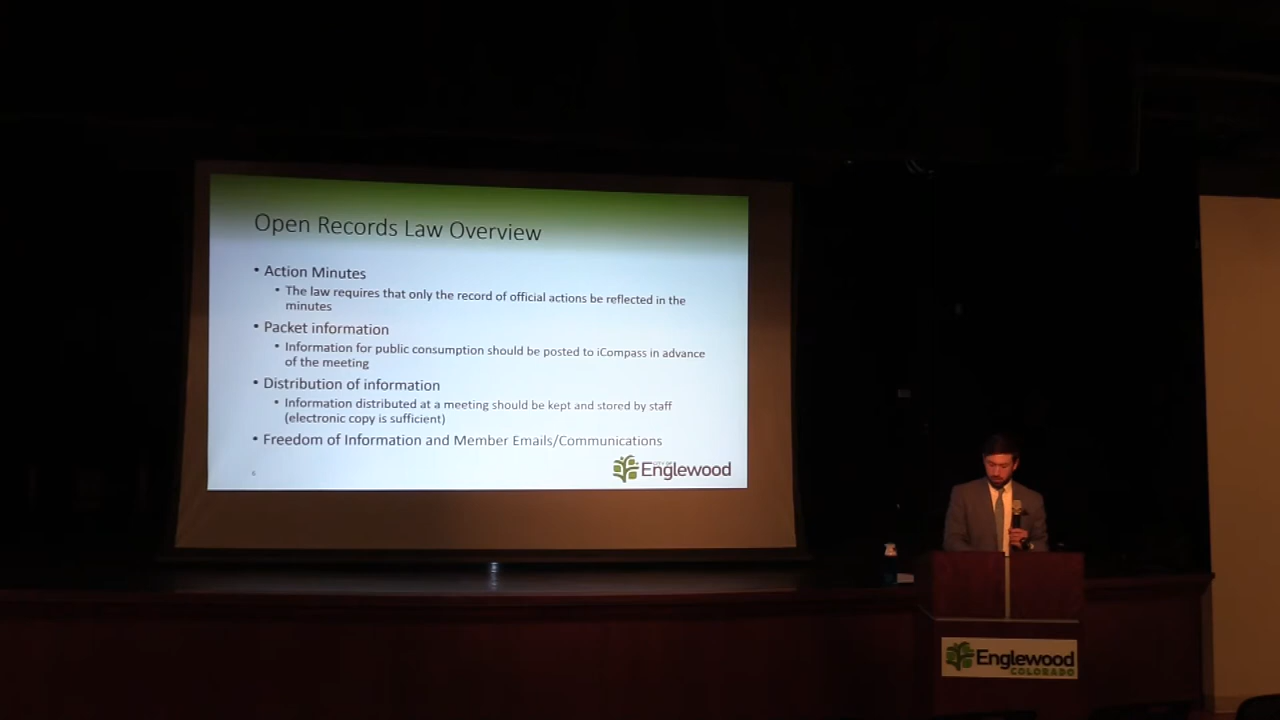 Open Records Law Overview
• Action Minutes
• The law requires that only the record of official actions be reflected in the
minutes
• Packet information
• Information for public consumption should be posted to iCompass in advance
of the meeting
• Distribution of information
• Information distributed at a meeting should be kept and stored by staff
(electronic copy is sufficient)
• Freedom of Information and Member Emails/Communications
6
CITY OF
Englewood
Englewood
COLORADO